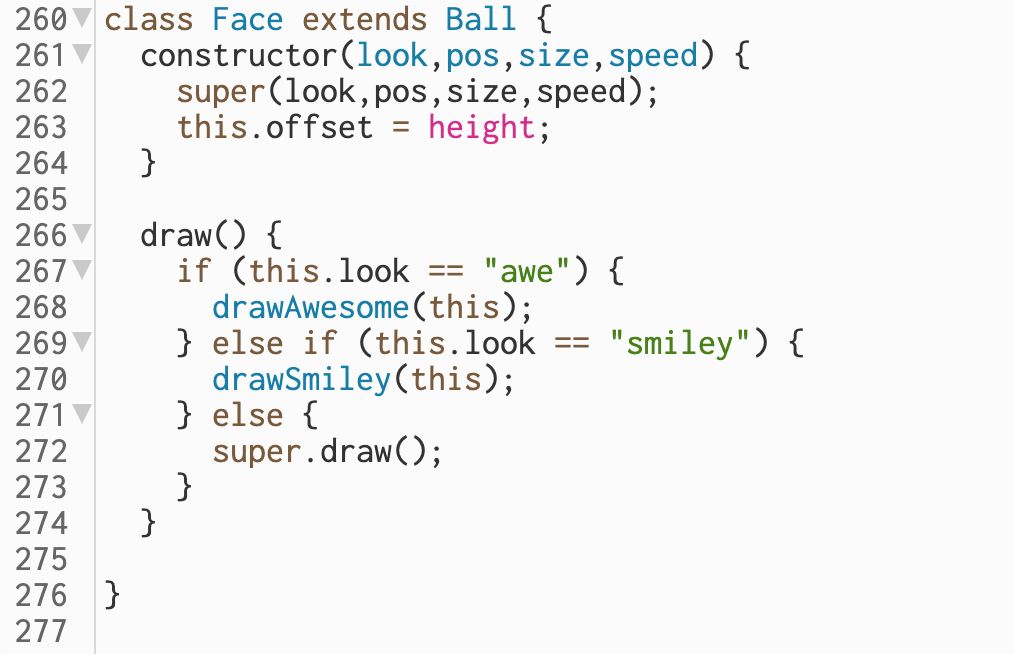 260 class Face extends Ball {
261   constructor(look,pos,size,speed) {
262     super(look,pos,size,speed);
263     this.offset = height;
264   }
265
266   draw() {
267     if (this.look == "awe") {
268       drawAwesome(this);
269     } else if (this.look == "smiley") {
270       drawSmiley(this);
271     } else {
272       super.draw();
273     }
274   }
275
276 }
277